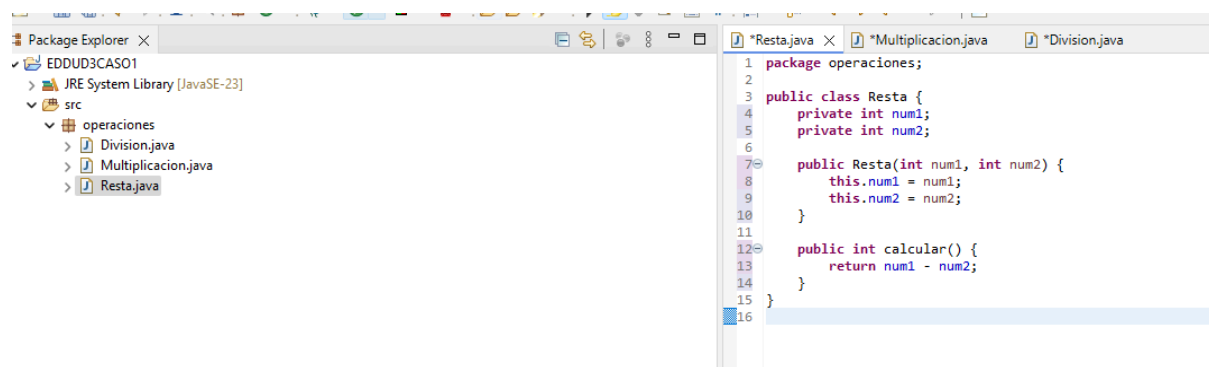 Package Explorer
EDDUD3CASO1
JRE System Library [JavaSE-23]
src
operaciones
Division.java
Multiplicacion.java
Resta.java
*Resta.java *Multiplicacion.java *Division.java
1 package operaciones;
2
3 public class Resta {
4 private int num1;
5 private int num2;
6
7 public Resta(int num1, int num2) {
8 this.num1 = num1;
9 this.num2 = num2;
10 }
11
12 public int calcular() {
13 return num1 - num2;
14 }
15 }
16